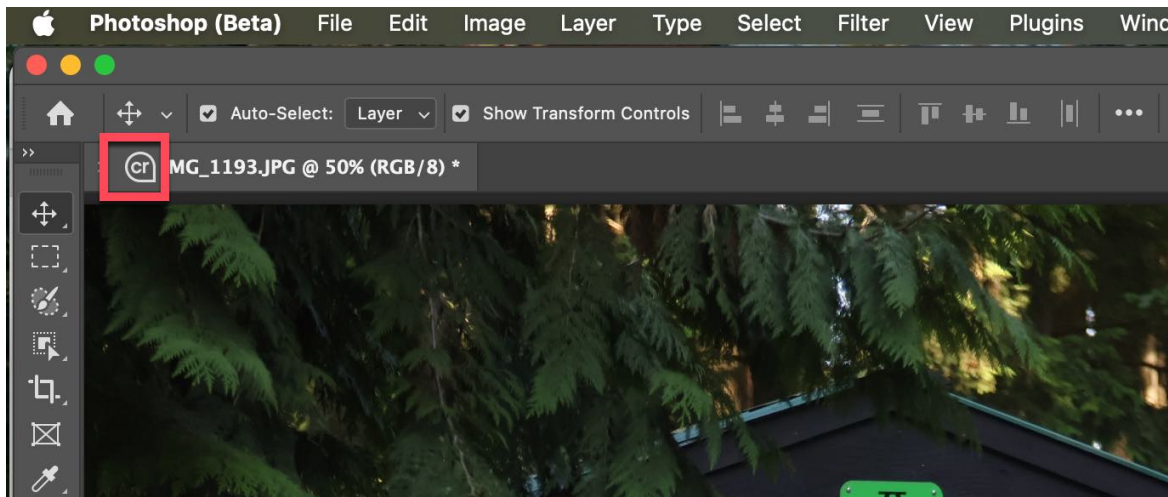 Photoshop (Beta) File Edit Image Layer Type Select Filter View Plugins Wind
Auto-Select: Layer Show Transform Controls
cr MG_1193.JPG @ 50% (RGB/8) *